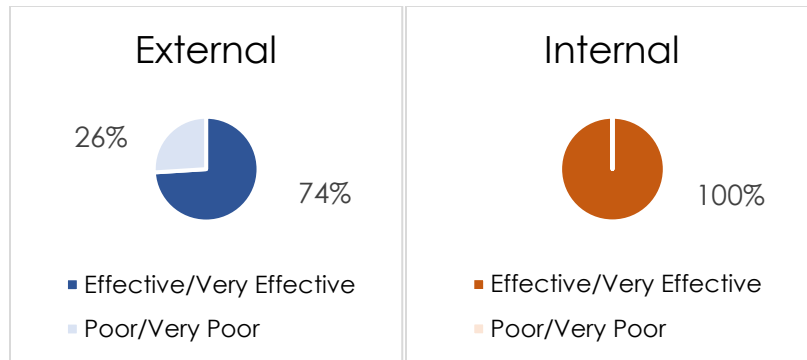 External
26%
74%
Effective/Very Effective
Poor/Very Poor
Internal
100%
Effective/Very Effective
Poor/Very Poor